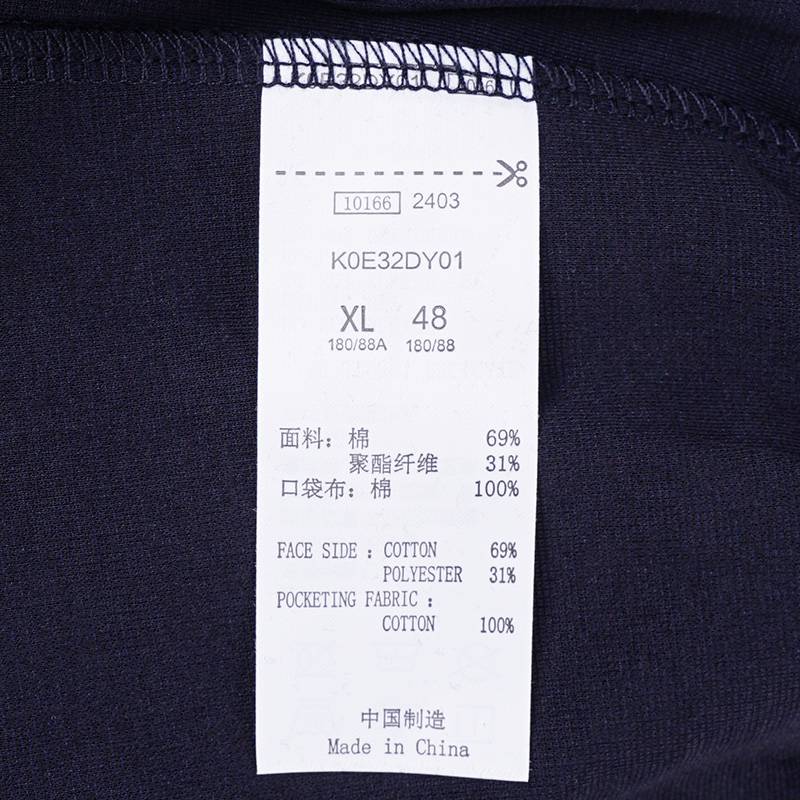 10166 2403
K0E32DY01
XL 48
180/88A 180/88
面料：棉 69%
聚酯纤维 31%
口袋布：棉 100%
FACE SIDE : COTTON 69%
POLYESTER 31%
POCKETING FABRIC :
COTTON 100%
中国制造
Made in China